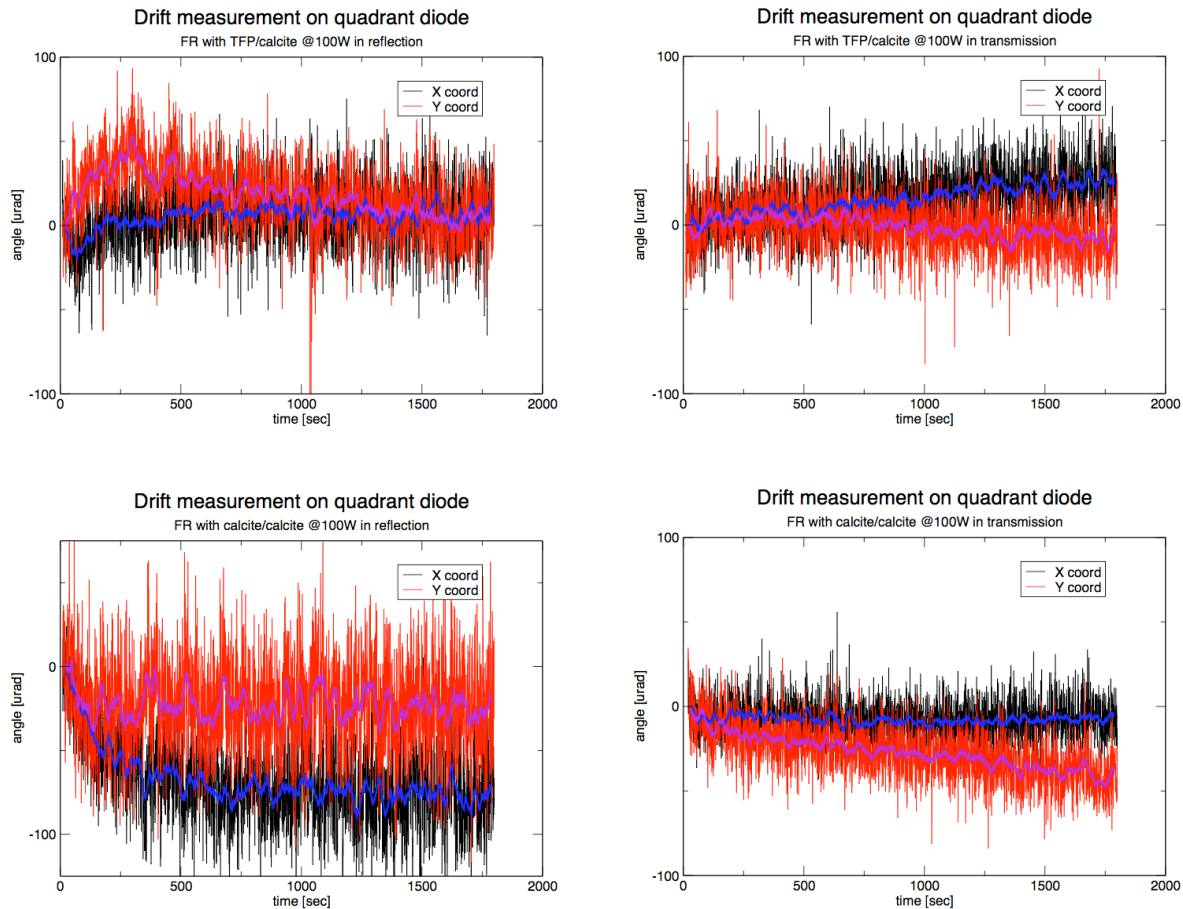 Drift measurement on quadrant diode
FR with TFP/calcite @100W in reflection
100
0
-100
angle [urad]
X coord
Y coord
0
500
1000
1500
2000
time [sec]
Drift measurement on quadrant diode
FR with TFP/calcite @100W in transmission
100
0
-100
angle [urad]
X coord
Y coord
0
500
1000
1500
2000
time [sec]
Drift measurement on quadrant diode
FR with calcite/calcite @100W in reflection
0
-100
angle [urad]
X coord
Y coord
0
500
1000
1500
2000
time [sec]
Drift measurement on quadrant diode
FR with calcite/calcite @100W in transmission
100
0
-100
angle [urad]
X coord
Y coord
0
500
1000
1500
2000
time [sec]